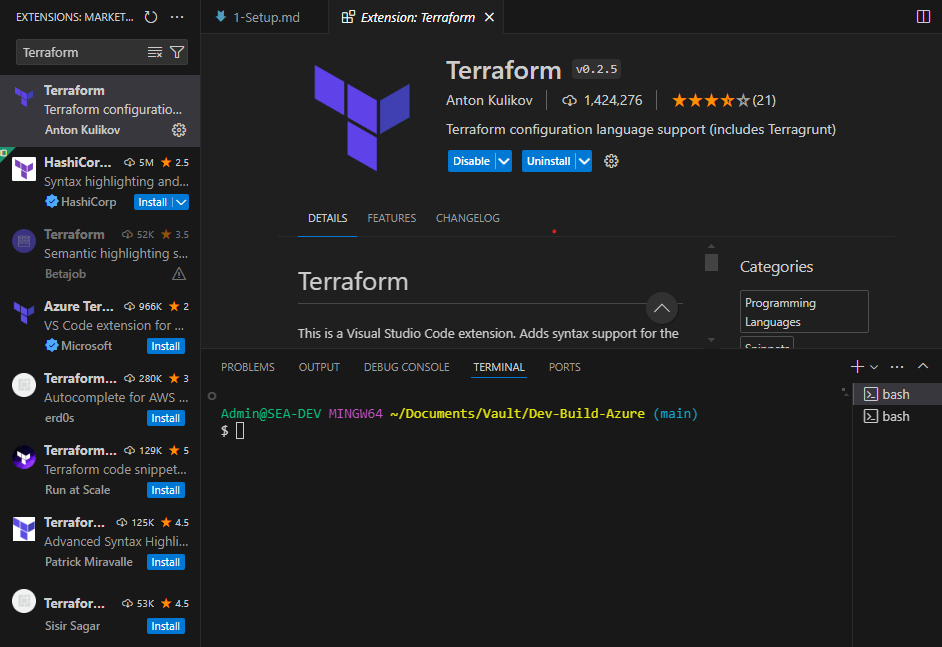 EXTENSIONS: MARKET...
Terraform
Terraform
Terraform configuratio...
Anton Kulikov
HashiCorp...
5M
2.5
Syntax highlighting and...
HashiCorp
Install
Terraform
52K
3.5
Semantic highlighting s...
Betajob
Azure Ter...
966K
2
VS Code extension for ...
Microsoft
Install
Terraform...
280K
3
Autocomplete for AWS ...
erd0s
Install
Terraform...
129K
5
Terraform code snippet...
Run at Scale
Install
Terrafor...
125K
4.5
Advanced Syntax Highli...
Patrick Miravalle
Install
Terrafor...
53K
4.5
Sisir Sagar
Install
1-Setup.md
Extension: Terraform
Terraform
v0.2.5
Anton Kulikov
1,424,276
(21)
Terraform configuration language support (includes Terragrunt)
Disable
Uninstall
DETAILS
FEATURES
CHANGELOG
Terraform
This is a Visual Studio Code extension. Adds syntax support for the
Categories
Programming
Languages
Snippets
PROBLEMS
OUTPUT
DEBUG CONSOLE
TERMINAL
PORTS
Admin@SEA-DEV MINGW64 ~/Documents/Vault/Dev-Build-Azure (main)
$
bash
bash